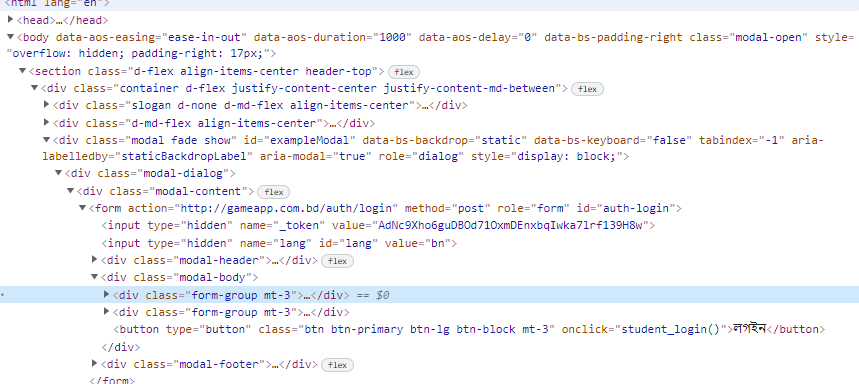 <html lang="en">
▶<head>…</head>
▼<body data-aos-easing="ease-in-out" data-aos-duration="1000" data-aos-delay="0" data-bs-padding-right class="modal-open" style=
"overflow: hidden; padding-right: 17px;">
▼<section class="d-flex align-items-center header-top"> flex
▼<div class="container d-flex justify-content-center justify-content-md-between"> flex
▶<div class="slogan d-none d-md-flex align-items-center">…</div>
▶<div class="d-md-flex align-items-center">…</div>
▼<div class="modal fade show" id="exampleModal" data-bs-backdrop="static" data-bs-keyboard="false" tabindex="-1" aria-
labelledby="staticBackdropLabel" aria-modal="true" role="dialog" style="display: block;">
▼<div class="modal-dialog">
▼<div class="modal-content"> flex
▼<form action="http://gameapp.com.bd/auth/login" method="post" role="form" id="auth-login">
<input type="hidden" name="_token" value="AdNc9Xho6guDBOd71OxmDEnxbqIwka7lrf139H8w">
<input type="hidden" name="lang" id="lang" value="bn">
▶<div class="modal-header">…</div> flex
▼<div class="modal-body">
▶<div class="form-group mt-3">…</div> == $0
▶<div class="form-group mt-3">…</div>
<button type="button" class="btn btn-primary btn-lg btn-block mt-3" onclick="student_login()">লগইন</button>
</div>
▶<div class="modal-footer">…</div> flex
</form>